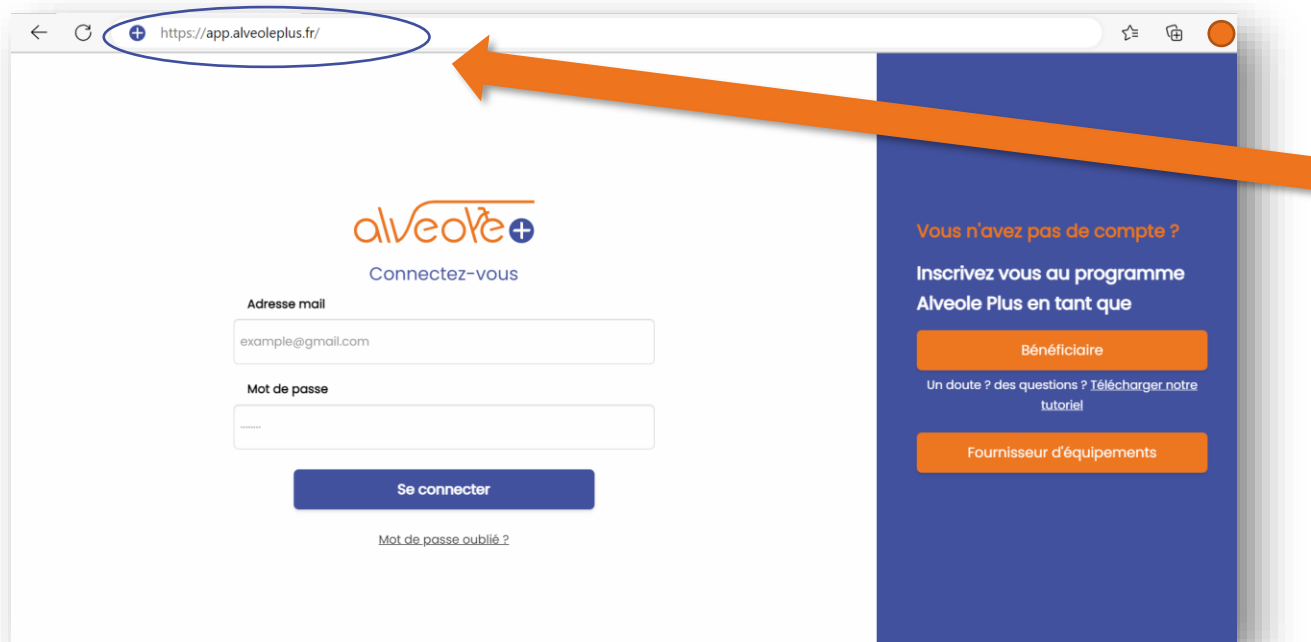 https://app.alveoleplus.fr/
alveole+
Connectez-vous
Adresse mail
example@gmail.com
Mot de passe
........
Se connecter
Mot de passe oublié ?
Vous n'avez pas de compte ?
Inscrivez vous au programme
Alveole Plus en tant que
Bénéficiaire
Un doute ? des questions ? Télécharger notre
tutoriel
Fournisseur d'équipements